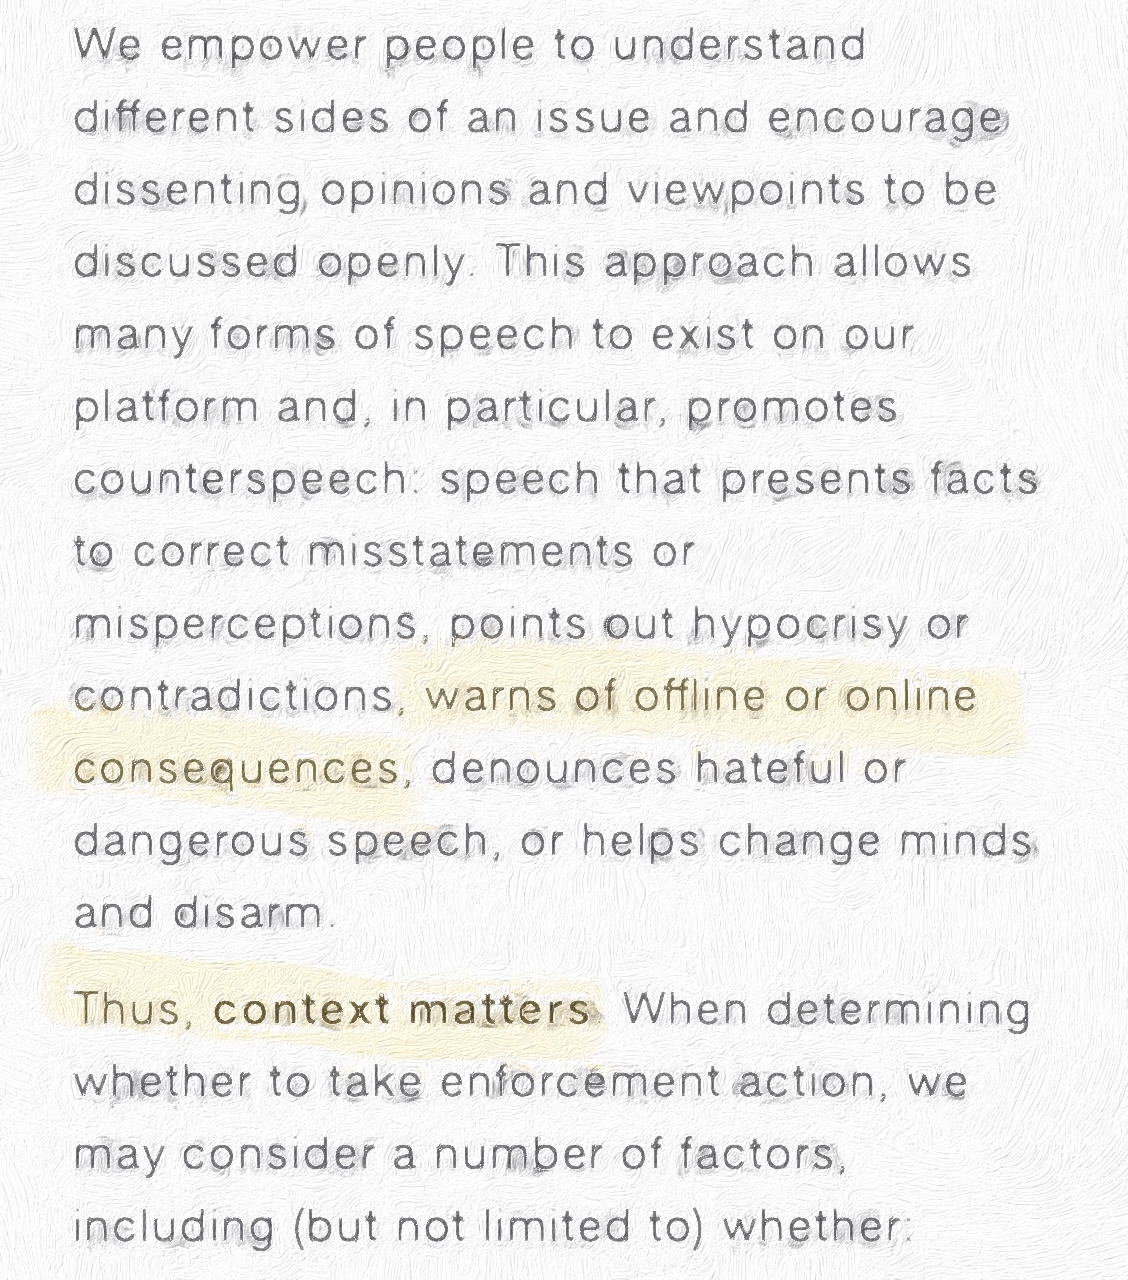 We empower people to understand
different sides of an issue and encourage
dissenting opinions and viewpoints to be
discussed openly. This approach allows
many forms of speech to exist on our
platform and, in particular, promotes
counterspeech: speech that presents facts
to correct misstatements or
misperceptions, points out hypocrisy or
contradictions, warns of offline or online
consequences, denounces hateful or
dangerous speech, or helps change minds
and disarm.
Thus, context matters. When determining
whether to take enforcement action, we
may consider a number of factors,
including (but not limited to) whether: